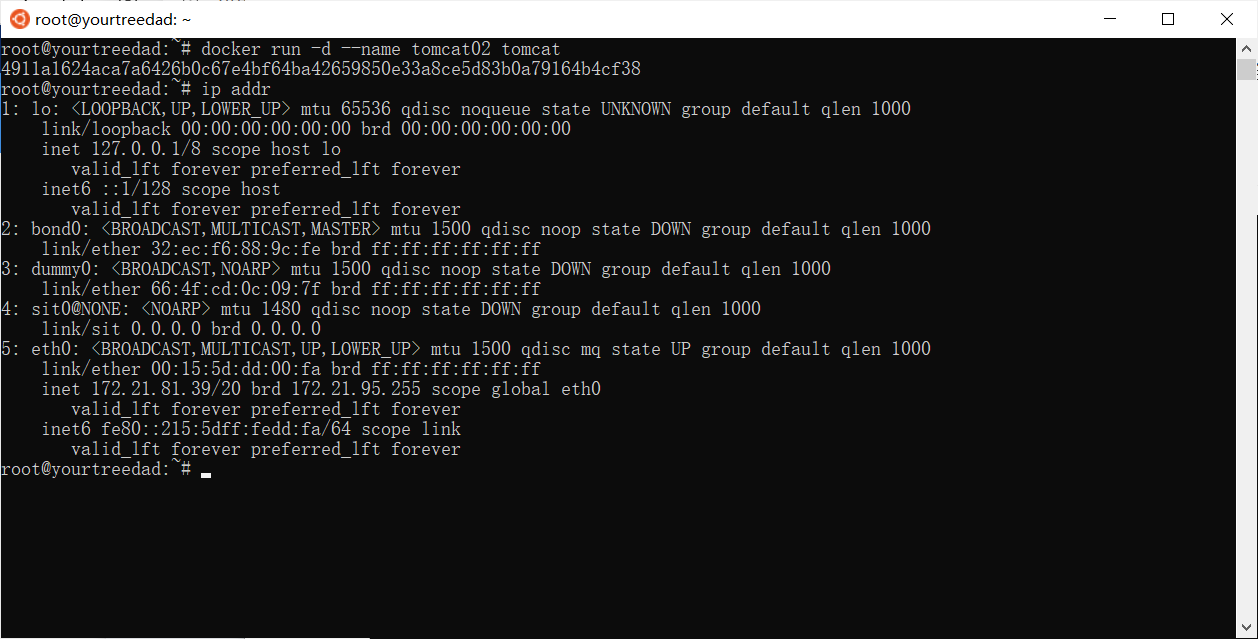 root@yourtreedad: ~
root@yourtreedad:~# docker run -d --name tomcat02 tomcat
4911a1624aca7a6426b0c67e4bf64ba42659850e33a8ce5d83b0a79164b4cf38
root@yourtreedad:~# ip addr
1: lo: <LOOPBACK,UP,LOWER_UP> mtu 65536 qdisc noqueue state UNKNOWN group default qlen 1000
    link/loopback 00:00:00:00:00:00 brd 00:00:00:00:00:00
    inet 127.0.0.1/8 scope host lo
       valid_lft forever preferred_lft forever
    inet6 ::1/128 scope host
       valid_lft forever preferred_lft forever
2: bond0: <BROADCAST,MULTICAST,MASTER> mtu 1500 qdisc noop state DOWN group default qlen 1000
    link/ether 32:ec:f6:88:9c:fe brd ff:ff:ff:ff:ff:ff
3: dummy0: <BROADCAST,NOARP> mtu 1500 qdisc noop state DOWN group default qlen 1000
    link/ether 66:4f:cd:0c:09:7f brd ff:ff:ff:ff:ff:ff
4: sit0@NONE: <NOARP> mtu 1480 qdisc noop state DOWN group default qlen 1000
    link/sit 0.0.0.0 brd 0.0.0.0
5: eth0: <BROADCAST,MULTICAST,UP,LOWER_UP> mtu 1500 qdisc mq state UP group default qlen 1000
    link/ether 00:15:5d:dd:00:fa brd ff:ff:ff:ff:ff:ff
    inet 172.21.81.39/20 brd 172.21.95.255 scope global eth0
       valid_lft forever preferred_lft forever
    inet6 fe80::215:5dff:fedd:fa/64 scope link
       valid_lft forever preferred_lft forever
root@yourtreedad:~#